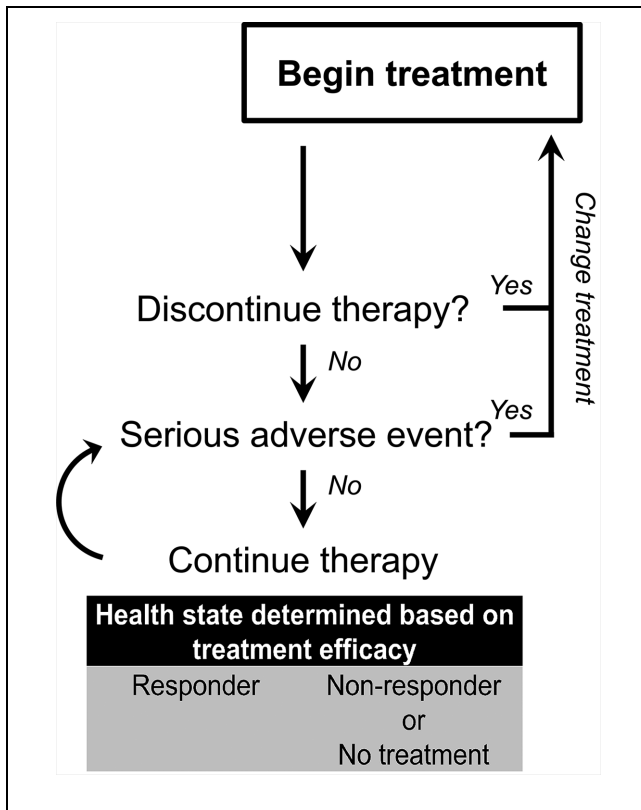 Begin treatment
Change treatment
Yes
Discontinue therapy?
No
Yes
Serious adverse event?
No
Continue therapy
Health state determined based on
treatment efficacy
Responder
Non-responder
or
No treatment